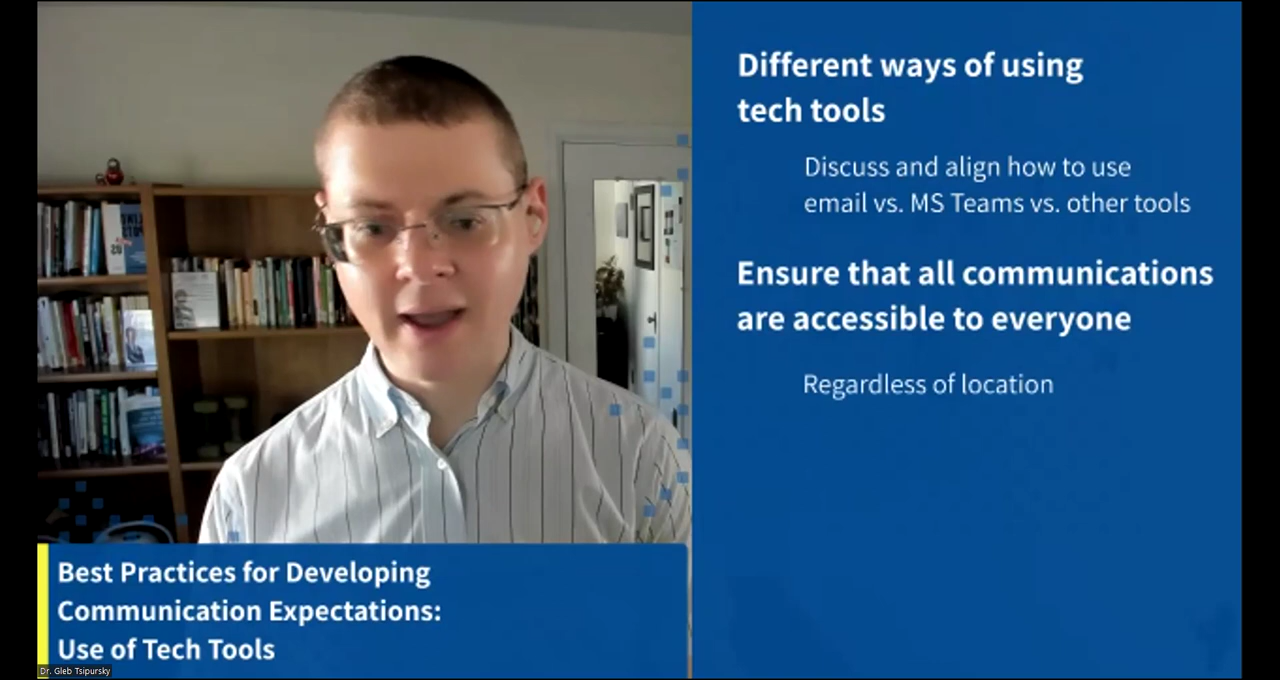 Different ways of using
tech tools
Discuss and align how to use
email vs. MS Teams vs. other tools
Ensure that all communications
are accessible to everyone
Regardless of location
Best Practices for Developing
Communication Expectations:
Use of Tech Tools
Dr. Gleb Tsipursky